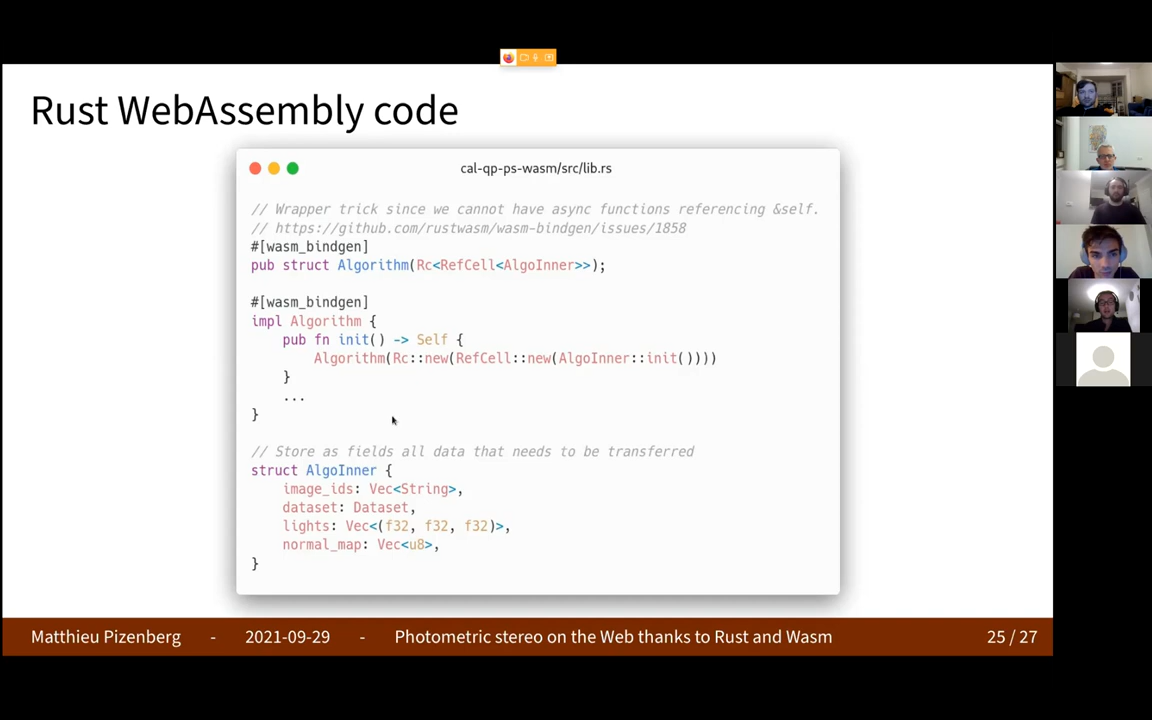 Rust WebAssembly code
cal-qp-ps-wasm/src/lib.rs
// Wrapper trick since we cannot have async functions referencing &self.
// https://github.com/rustwasm/wasm-bindgen/issues/1858
#[wasm_bindgen]
pub struct Algorithm(Rc<RefCell<AlgoInner>>);
#[wasm_bindgen]
impl Algorithm {
pub fn init() -> Self {
Algorithm(Rc::new(RefCell::new(AlgoInner::init())))
}
...
}
// Store as fields all data that needs to be transferred
struct AlgoInner {
image_ids: Vec<String>,
dataset: Dataset,
lights: Vec<(f32, f32, f32)>,
normal_map: Vec<u8>,
}
Matthieu Pizenberg - 2021-09-29 - Photometric stereo on the Web thanks to Rust and Wasm 25 / 27